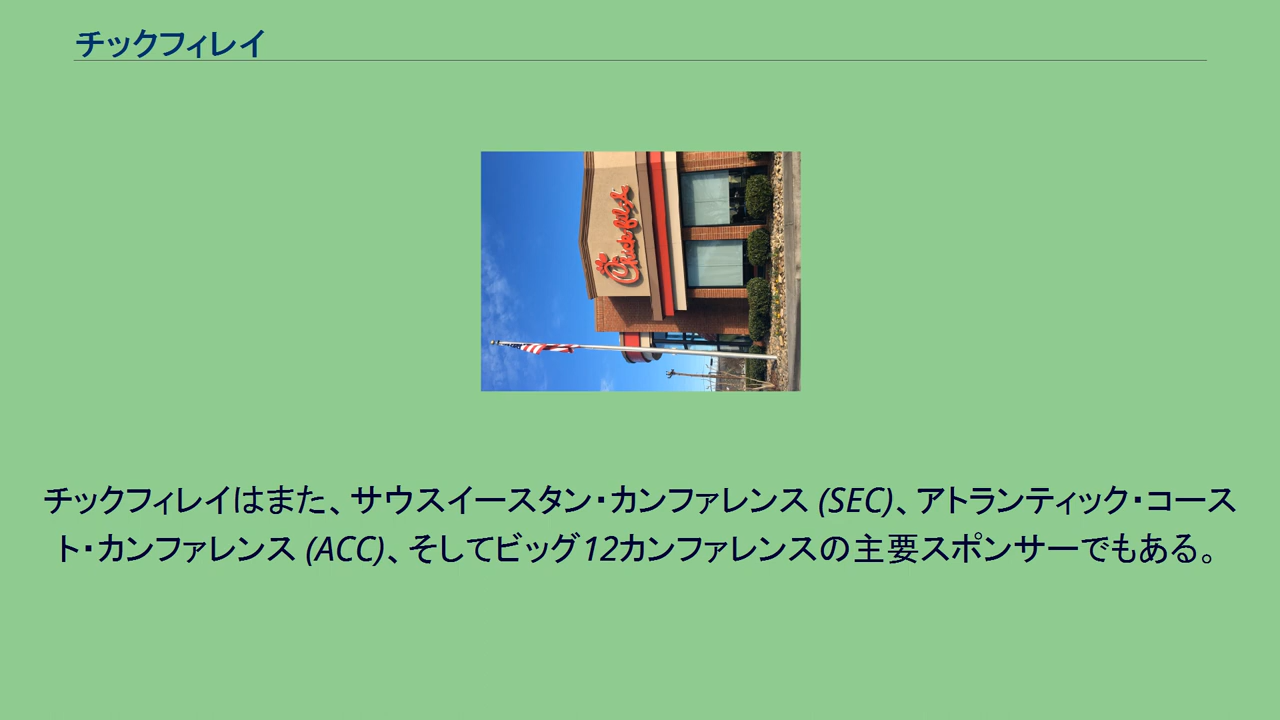 チックフィレイ
Chick-fil-A
チックフィレイはまた、サウスイースタン・カンファレンス (SEC)、アトランティック・コース
ト・カンファレンス (ACC)、そしてビッグ12カンファレンスの主要スポンサーでもある。